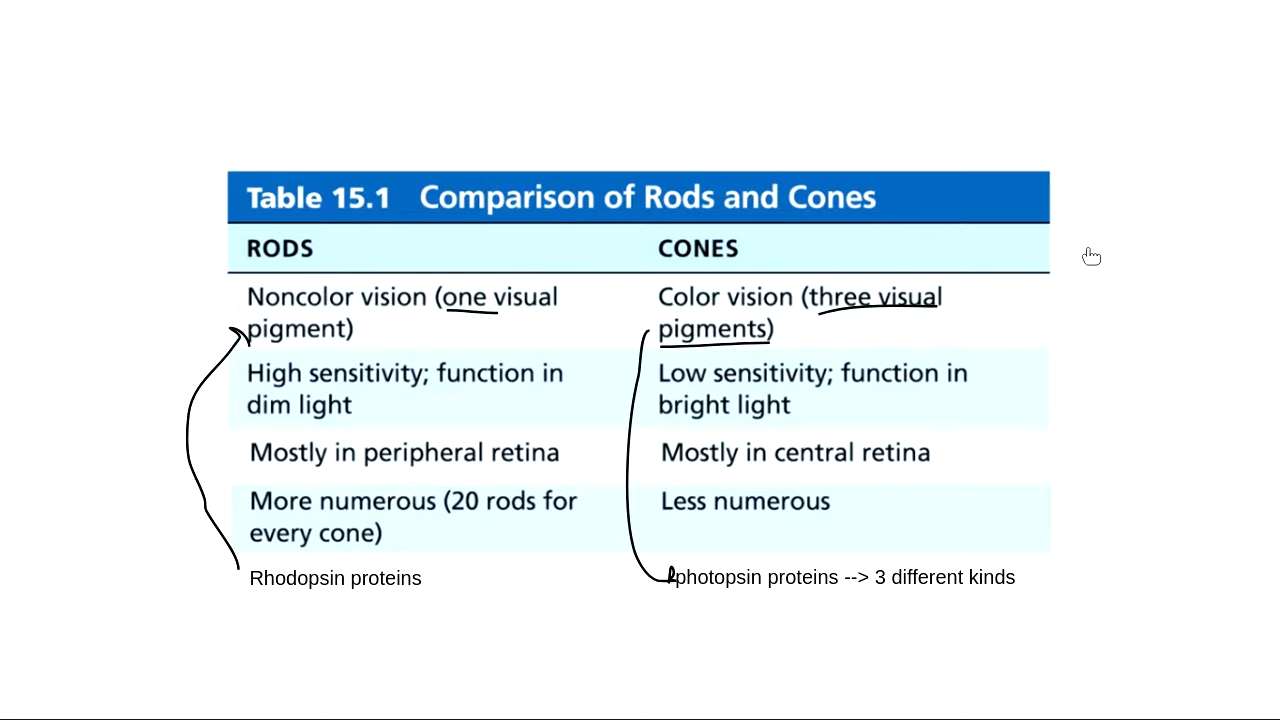 Table 15.1 Comparison of Rods and Cones
RODS CONES
Noncolor vision (one visual
pigment)
Color vision (three visual
pigments)
High sensitivity; function in
dim light
Low sensitivity; function in
bright light
Mostly in peripheral retina
Mostly in central retina
More numerous (20 rods for
every cone)
Less numerous
Rhodopsin proteins
photopsin proteins --> 3 different kinds